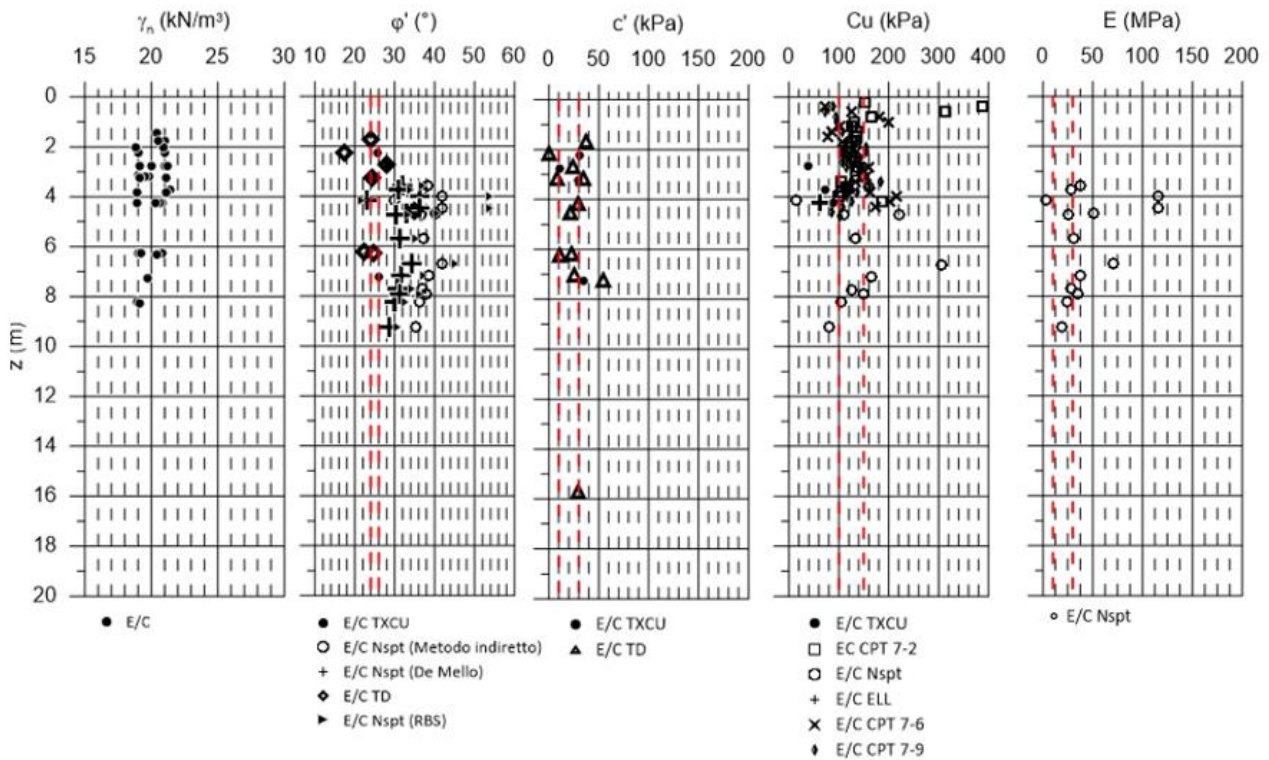 γn (kN/m³) φ' (°) c' (kPa) Cu (kPa) E (MPa)
15 20 25 30 10 20 30 40 50 60 0 50 100 150 200 0 100 200 300 400 0 50 100 150 200
0
2
4
6
8
10
12
14
16
18
20
z (m)
E/C
E/C TXCU
E/C Nspt (Metodo indiretto)
E/C Nspt (De Mello)
E/C TD
E/C Nspt (RBS)
E/C TXCU
E/C TD
E/C TXCU
EC CPT 7-2
E/C Nspt
E/C ELL
E/C CPT 7-6
E/C CPT 7-9
E/C Nspt